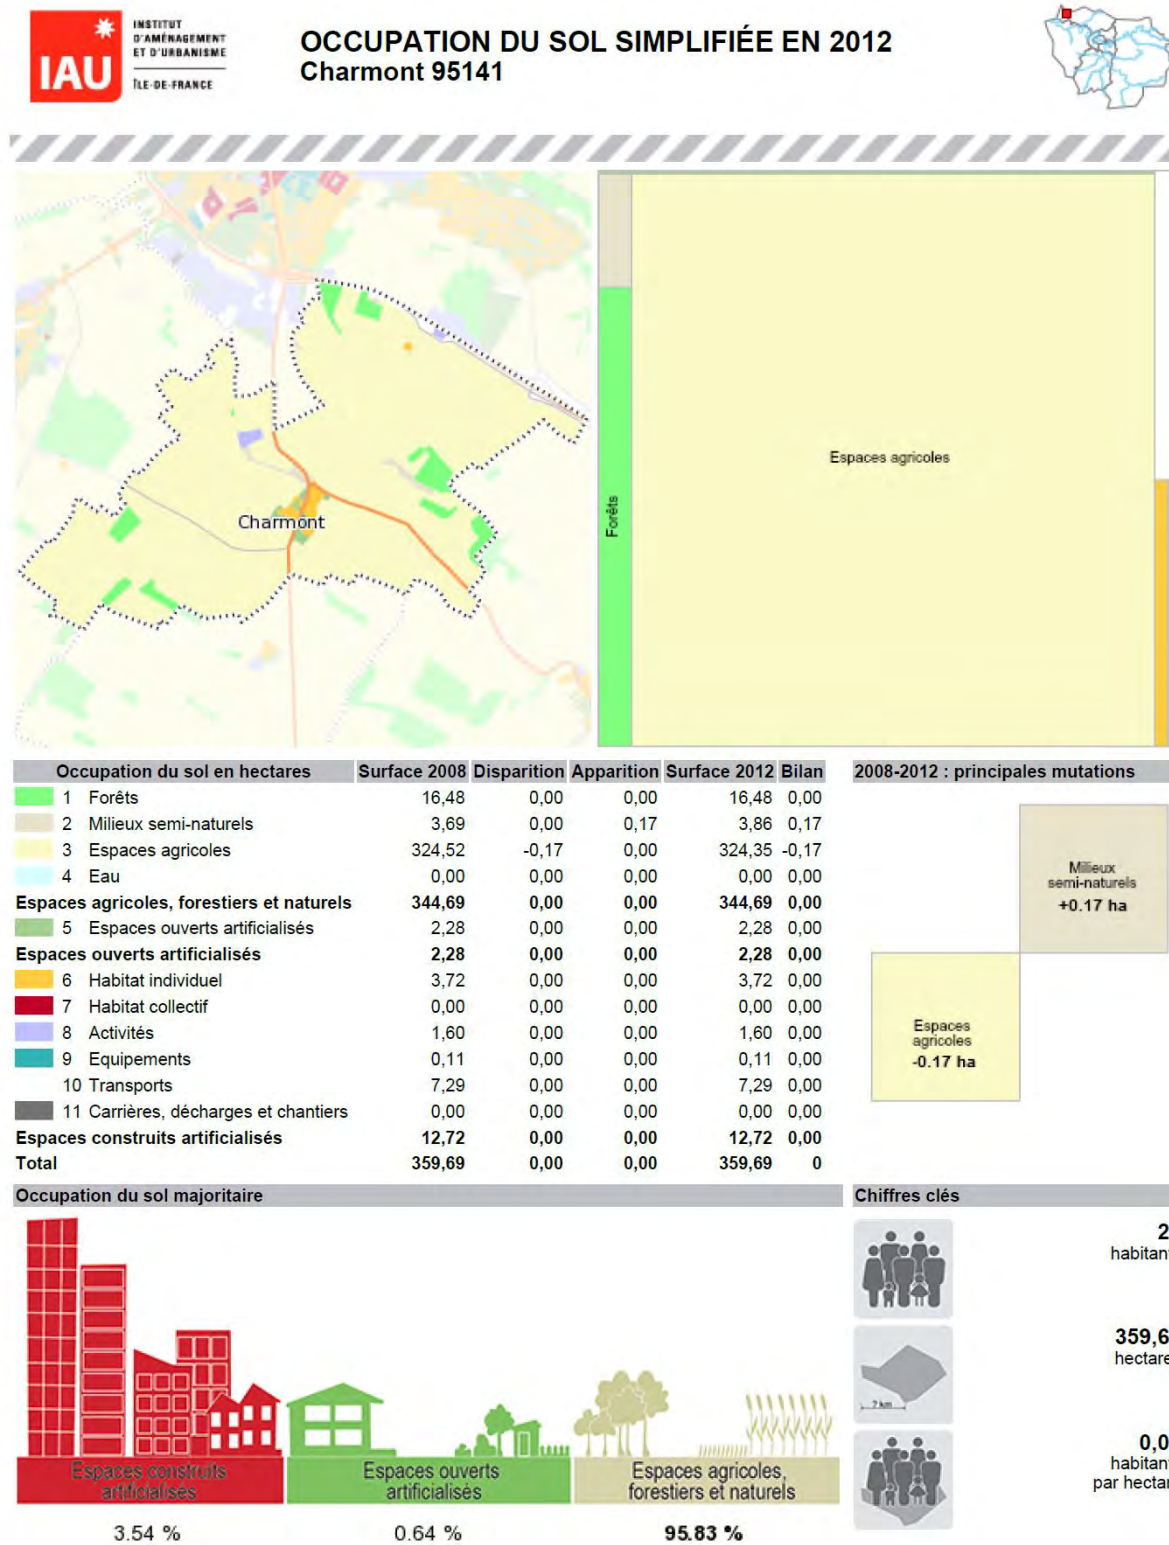 INSTITUT
D'AMÉNAGEMENT
ET D'URBANISME
IAU
ÎLE-DE-FRANCE
OCCUPATION DU SOL SIMPLIFIÉE EN 2012
Charmont 95141
Charmont
Forêts
Espaces agricoles
Occupation du sol en hectares Surface 2008 Disparition Apparition Surface 2012 Bilan
1 Forêts 16,48 0,00 0,00 16,48 0,00
2 Milieux semi-naturels 3,69 0,00 0,17 3,86 0,17
3 Espaces agricoles 324,52 -0,17 0,00 324,35 -0,17
4 Eau 0,00 0,00 0,00 0,00 0,00
Espaces agricoles, forestiers et naturels 344,69 0,00 0,00 344,69 0,00
5 Espaces ouverts artificialisés 2,28 0,00 0,00 2,28 0,00
Espaces ouverts artificialisés 2,28 0,00 0,00 2,28 0,00
6 Habitat individuel 3,72 0,00 0,00 3,72 0,00
7 Habitat collectif 0,00 0,00 0,00 0,00 0,00
8 Activités 1,60 0,00 0,00 1,60 0,00
9 Equipements 0,11 0,00 0,00 0,11 0,00
10 Transports 7,29 0,00 0,00 7,29 0,00
11 Carrières, décharges et chantiers 0,00 0,00 0,00 0,00 0,00
Espaces construits artificialisés 12,72 0,00 0,00 12,72 0,00
Total 359,69 0,00 0,00 359,69 0
2008-2012 : principales mutations
Milieux
semi-naturels
+0.17 ha
Espaces
agricoles
-0.17 ha
Occupation du sol majoritaire
Espaces construits
artificialisés
3.54 %
Espaces ouverts
artificialisés
0.64 %
Espaces agricoles,
forestiers et naturels
95.83 %
Chiffres clés
2
habitan
359,6
hectare
? km
0,0
habitan
par hectar